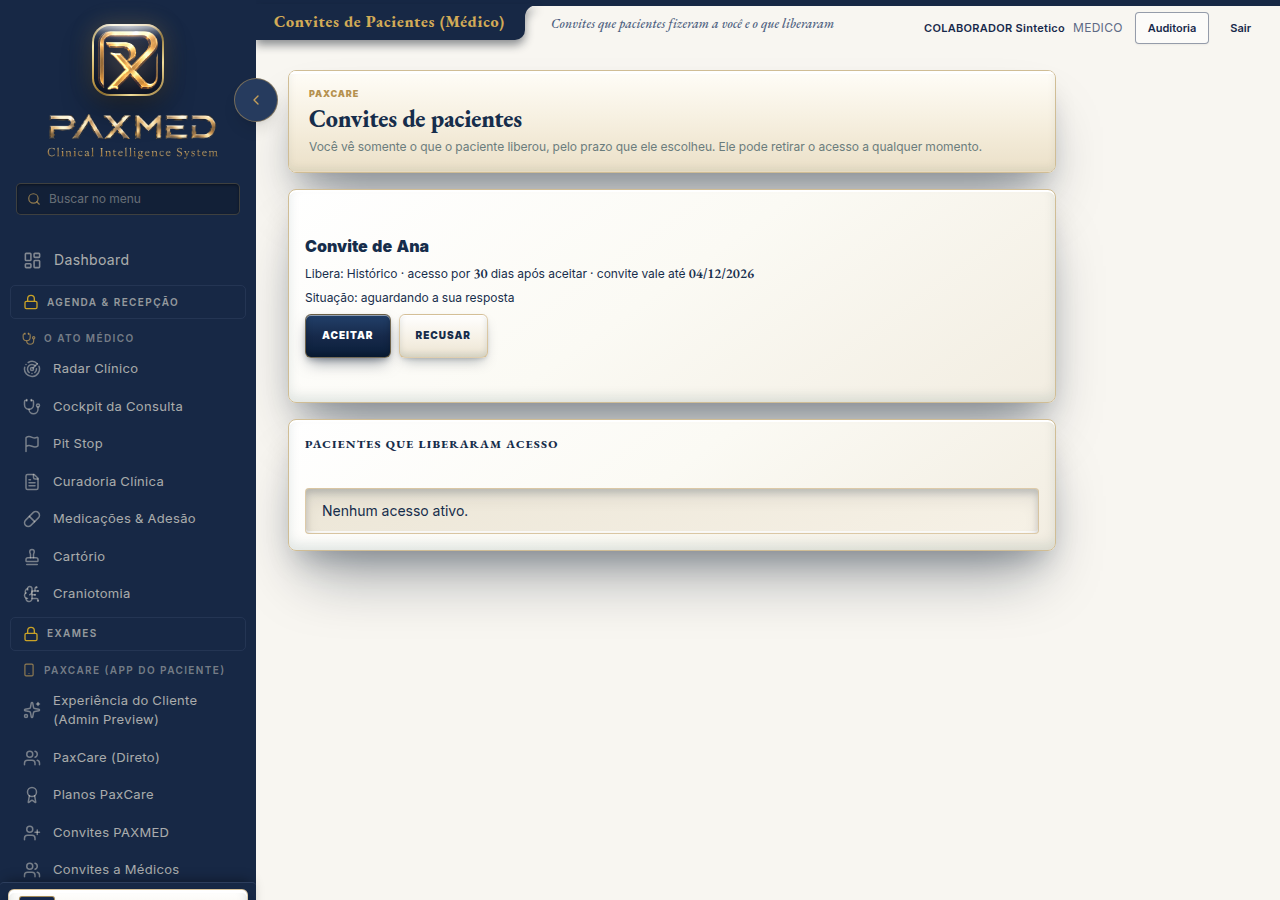 PAXMED
Clinical Intelligence System
Buscar no menu
Dashboard
AGENDA & RECEPÇÃO
O ATO MÉDICO
Radar Clínico
Cockpit da Consulta
Pit Stop
Curadoria Clínica
Medicações & Adesão
Cartório
Craniotomia
EXAMES
PAXCARE (APP DO PACIENTE)
Experiência do Cliente
(Admin Preview)
PaxCare (Direto)
Planos PaxCare
Convites PAXMED
Convites a Médicos
Convites de Pacientes (Médico)
Convites que pacientes fizeram a você e o que liberaram
COLABORADOR Sintetico MEDICO
Auditoria
Sair
PAXCARE
Convites de pacientes
Você vê somente o que o paciente liberou, pelo prazo que ele escolheu. Ele pode retirar o acesso a qualquer momento.
Convite de Ana
Libera: Histórico · acesso por 30 dias após aceitar · convite vale até 04/12/2026
Situação: aguardando a sua resposta
ACEITAR
RECUSAR
PACIENTES QUE LIBERARAM ACESSO
Nenhum acesso ativo.